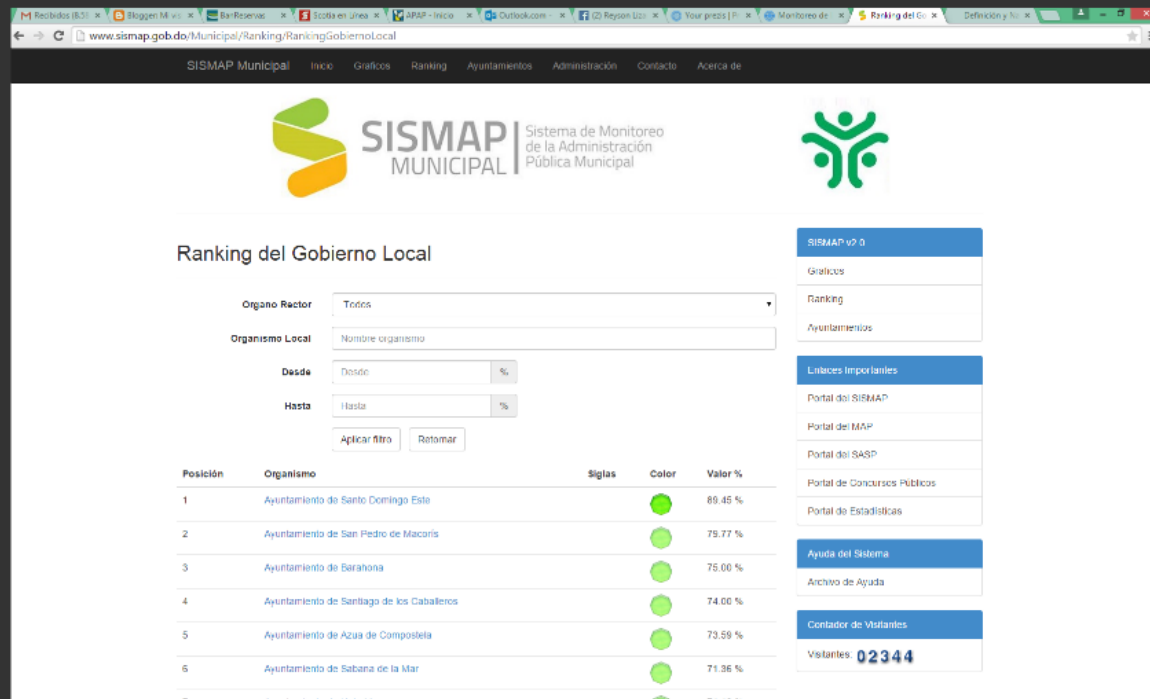 Recibidos (8.53
Bloggen Mi w
BanReservas
Scotia en Línea
APAP - Inicio
Outlook.com -
(2) Reyson Liza
Your prezis | P
Monitoreo de
Ranking del Go
Definición y
www.sismap.gob.do/Municipal/Ranking/RankingGobiernoLocal
SISMAP Municipal Inicio Graficos Ranking Ayuntamientos Administración Contacto Acerca de
SISMAP MUNICIPAL
Sistema de Monitoreo
de la Administración
Pública Municipal
Ranking del Gobierno Local
Organo Rector Todos
Organismo Local Nombre organismo
Desde Desde %
Hasta Hasta %
Aplicar filtro Retornar
Posición Organismo Siglas Color Valor %
1 Ayuntamiento de Santo Domingo Este 89.45 %
2 Ayuntamiento de San Pedro de Macorís 79.77 %
3 Ayuntamiento de Barahona 75.00 %
4 Ayuntamiento de Santiago de los Caballeros 74.00 %
5 Ayuntamiento de Azua de Compostela 73.59 %
6 Ayuntamiento de Sabana de la Mar 71.36 %
SISMAP v2.0
Graficos
Ranking
Ayuntamientos
Enlaces Importantes
Portal del SISMAP
Portal del MAP
Portal del SASP
Portal de Concursos Públicos
Portal de Estadísticas
Ayuda del Sistema
Archivo de Ayuda
Contador de Visitantes
Visitantes: 02344